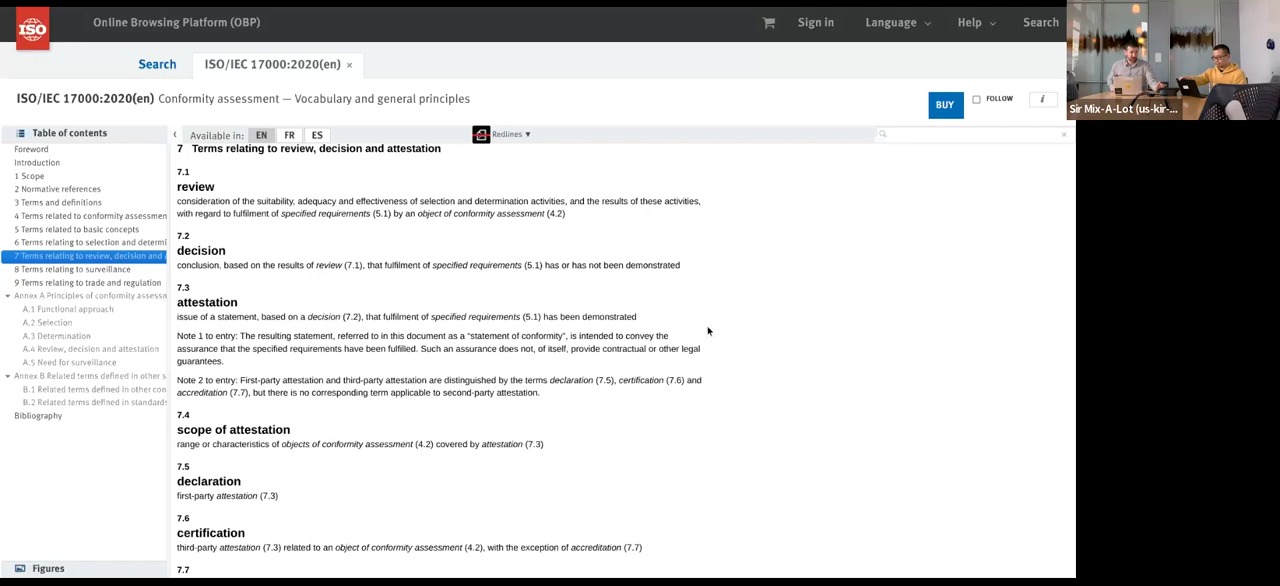 ISO
Online Browsing Platform (OBP)
Sign in
Language
Help
Search
Search
ISO/IEC 17000:2020(en) ×
ISO/IEC 17000:2020(en) Conformity assessment — Vocabulary and general principles
BUY
FOLLOW
i
Sir Mix-A-Lot (us-kir-...
Table of contents
Foreword
Introduction
1 Scope
2 Normative references
3 Terms and definitions
4 Terms related to conformity assessmen
5 Terms related to basic concepts
6 Terms relating to selection and determi
7 Terms relating to review, decision and a
8 Terms relating to surveillance
9 Terms relating to trade and regulation
Annex A Principles of conformity assessm
A.1 Functional approach
A.2 Selection
A.3 Determination
A.4 Review, decision and attestation
A.5 Need for surveillance
Annex B Related terms defined in other s
B.1 Related terms defined in other con
B.2 Related terms defined in standards
Bibliography
Figures
Available in: EN FR ES
Redlines ▼
7 Terms relating to review, decision and attestation
7.1
review
consideration of the suitability, adequacy and effectiveness of selection and determination activities, and the results of these activities,
with regard to fulfilment of specified requirements (5.1) by an object of conformity assessment (4.2)
7.2
decision
conclusion, based on the results of review (7.1), that fulfilment of specified requirements (5.1) has or has not been demonstrated
7.3
attestation
issue of a statement, based on a decision (7.2), that fulfilment of specified requirements (5.1) has been demonstrated
Note 1 to entry: The resulting statement, referred to in this document as a “statement of conformity”, is intended to convey the
assurance that the specified requirements have been fulfilled. Such an assurance does not, of itself, provide contractual or other legal
guarantees.
Note 2 to entry: First-party attestation and third-party attestation are distinguished by the terms declaration (7.5), certification (7.6) and
accreditation (7.7), but there is no corresponding term applicable to second-party attestation.
7.4
scope of attestation
range or characteristics of objects of conformity assessment (4.2) covered by attestation (7.3)
7.5
declaration
first-party attestation (7.3)
7.6
certification
third-party attestation (7.3) related to an object of conformity assessment (4.2), with the exception of accreditation (7.7)
7.7